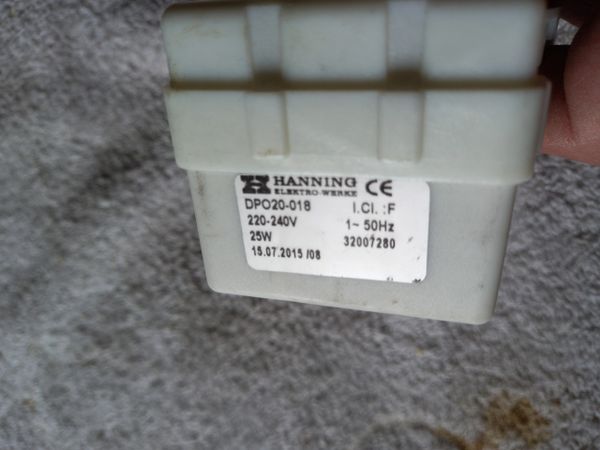 HANNING CE
ELEKTRO-WERKE
DPO20-018 I.Cl. :F
220-240V 1~ 50Hz
25W 32007280
15.07.2015 /08